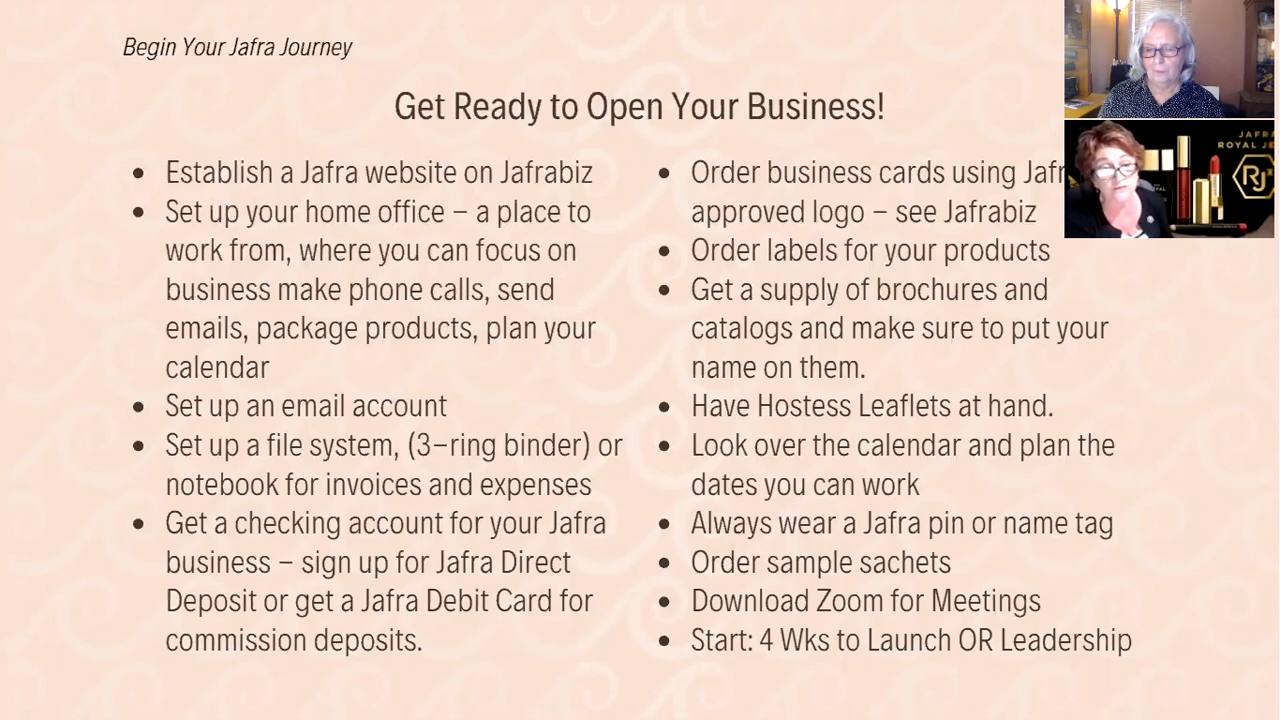 Begin Your Jafra Journey
Get Ready to Open Your Business!
• Establish a Jafra website on Jafrabiz
• Set up your home office – a place to
work from, where you can focus on
business make phone calls, send
emails, package products, plan your
calendar
• Set up an email account
• Set up a file system, (3–ring binder) or
notebook for invoices and expenses
• Get a checking account for your Jafra
business – sign up for Jafra Direct
Deposit or get a Jafra Debit Card for
commission deposits.
• Order business cards using Jafr
approved logo – see Jafrabiz
• Order labels for your products
• Get a supply of brochures and
catalogs and make sure to put your
name on them.
• Have Hostess Leaflets at hand.
• Look over the calendar and plan the
dates you can work
• Always wear a Jafra pin or name tag
• Order sample sachets
• Download Zoom for Meetings
• Start: 4 Wks to Launch OR Leadership
JAFRA
ROYAL JE
RJ